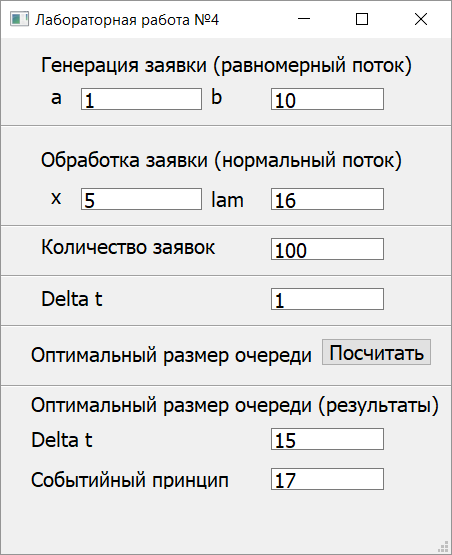 Лабораторная работа №4
Генерация заявки (равномерный поток)
a 1 b 10
Обработка заявки (нормальный поток)
x 5 lam 16
Количество заявок 100
Delta t 1
Оптимальный размер очереди Посчитать
Оптимальный размер очереди (результаты)
Delta t 15
Событийный принцип 17